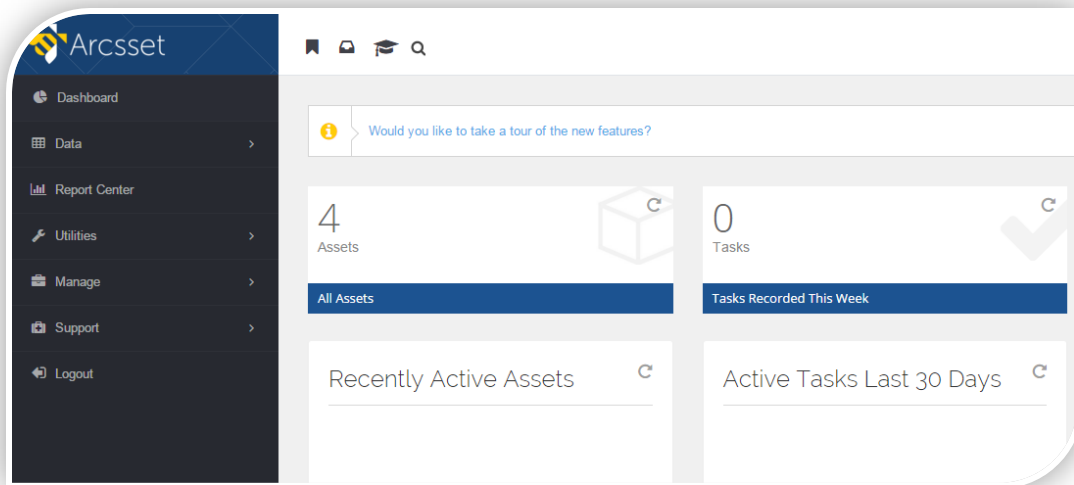 Arcsset
Dashboard
Data
Report Center
Utilities
Manage
Support
Logout
Would you like to take a tour of the new features?
4
Assets
All Assets
0
Tasks
Tasks Recorded This Week
Recently Active Assets
Active Tasks Last 30 Days